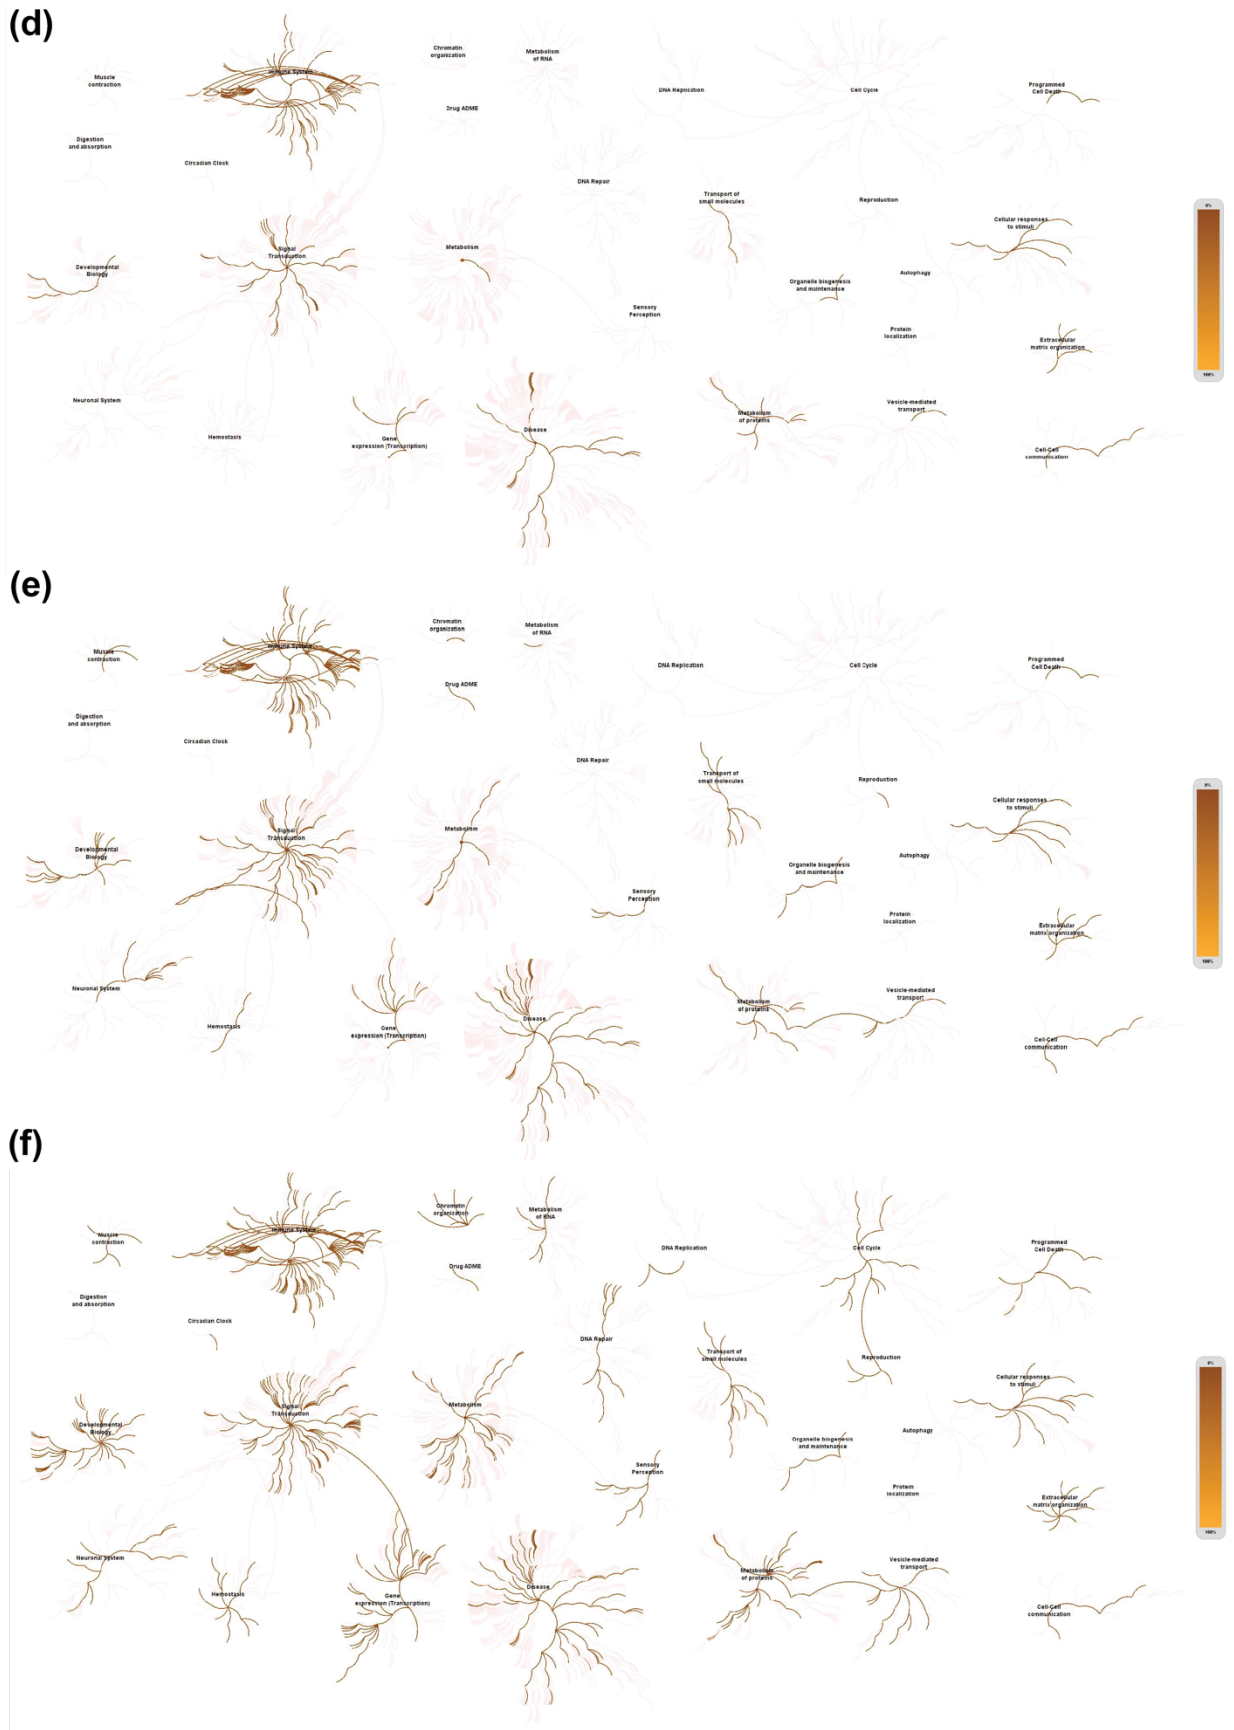 (d)
Muscle
contraction
Immune System
Chromatin
organization
Metabolism
of RNA
DNA Replication
Cell Cycle
Programmed
Cell Death
Drug ADME
Digestion
and absorption
Circadian Clock
DNA Repair
Transport of
small molecules
Reproduction
0%
Cellular responses
to stimuli
Signal
Transduction
Metabolism
Developmental
Biology
Autophagy
Organelle biogenesis
and maintenance
Sensory
Perception
Protein
localization
Extracellular
matrix organization
100%
Neuronal System
Hemostasis
Gene
expression (Transcription)
Disease
Metabolism
of proteins
Vesicle-mediated
transport
Cell-Cell
communication
(e)
Muscle
contraction
Immune System
Chromatin
organization
Metabolism
of RNA
DNA Replication
Cell Cycle
Programmed
Cell Death
Drug ADME
Digestion
and absorption
Circadian Clock
DNA Repair
Transport of
small molecules
Reproduction
0%
Cellular responses
to stimuli
Signal
Transduction
Metabolism
Developmental
Biology
Autophagy
Organelle biogenesis
and maintenance
Sensory
Perception
Protein
localization
Extracellular
matrix organization
100%
Neuronal System
Hemostasis
Gene
expression (Transcription)
Disease
Metabolism
of proteins
Vesicle-mediated
transport
Cell-Cell
communication
(f)
Muscle
contraction
Immune System
Chromatin
organization
Metabolism
of RNA
DNA Replication
Cell Cycle
Programmed
Cell Death
Drug ADME
Digestion
and absorption
Circadian Clock
DNA Repair
Transport of
small molecules
Reproduction
0%
Cellular responses
to stimuli
Signal
Transduction
Metabolism
Developmental
Biology
Autophagy
Organelle biogenesis
and maintenance
Sensory
Perception
Protein
localization
Extracellular
matrix organization
100%
Neuronal System
Hemostasis
Gene
expression (Transcription)
Disease
Metabolism
of proteins
Vesicle-mediated
transport
Cell-Cell
communication